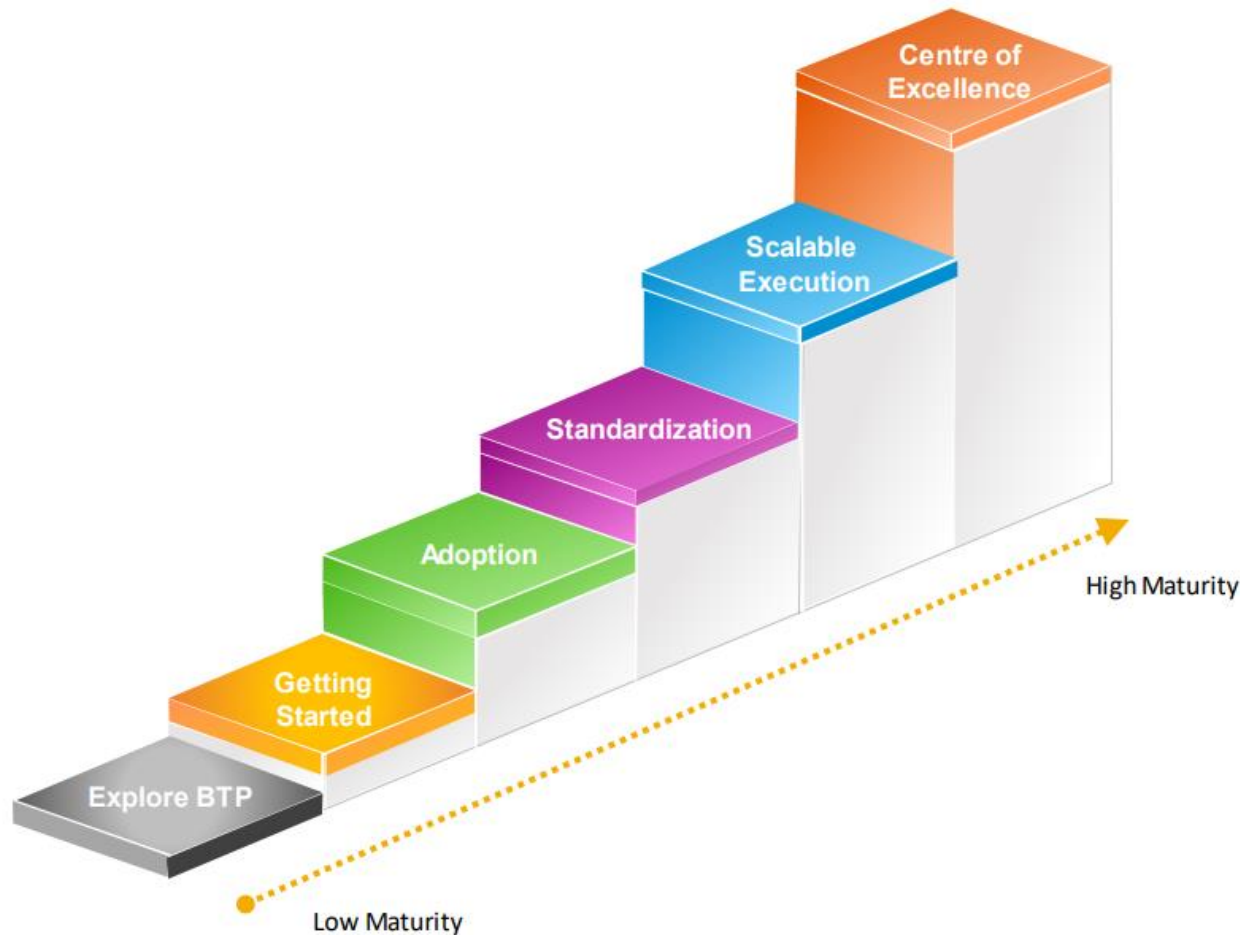 Centre of
Excellence
Scalable
Execution
Standardization
Adoption
Getting
Started
Explore BTP
High Maturity
Low Maturity